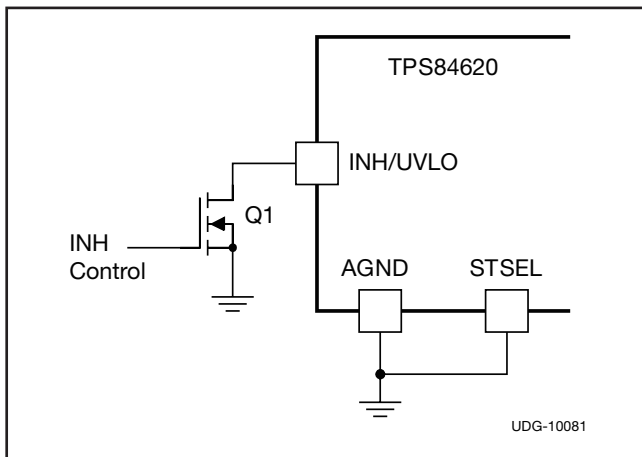 TPS84620
INH/UVLO
Q1
INH
Control
AGND
STSEL
UDG-10081